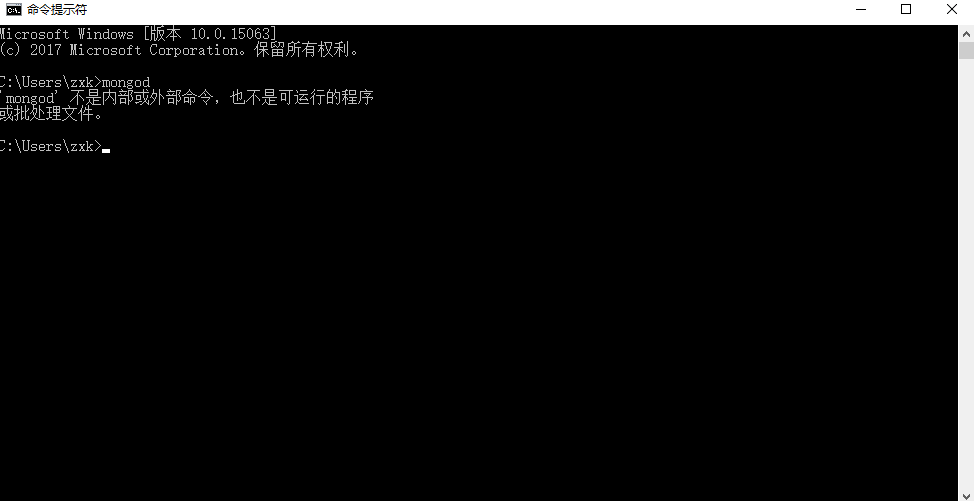 命令提示符
Microsoft Windows [版本 10.0.15063]
(c) 2017 Microsoft Corporation。保留所有权利。
C:\Users\zxk>mongod
'mongod' 不是内部或外部命令，也不是可运行的程序
或批处理文件。
C:\Users\zxk>